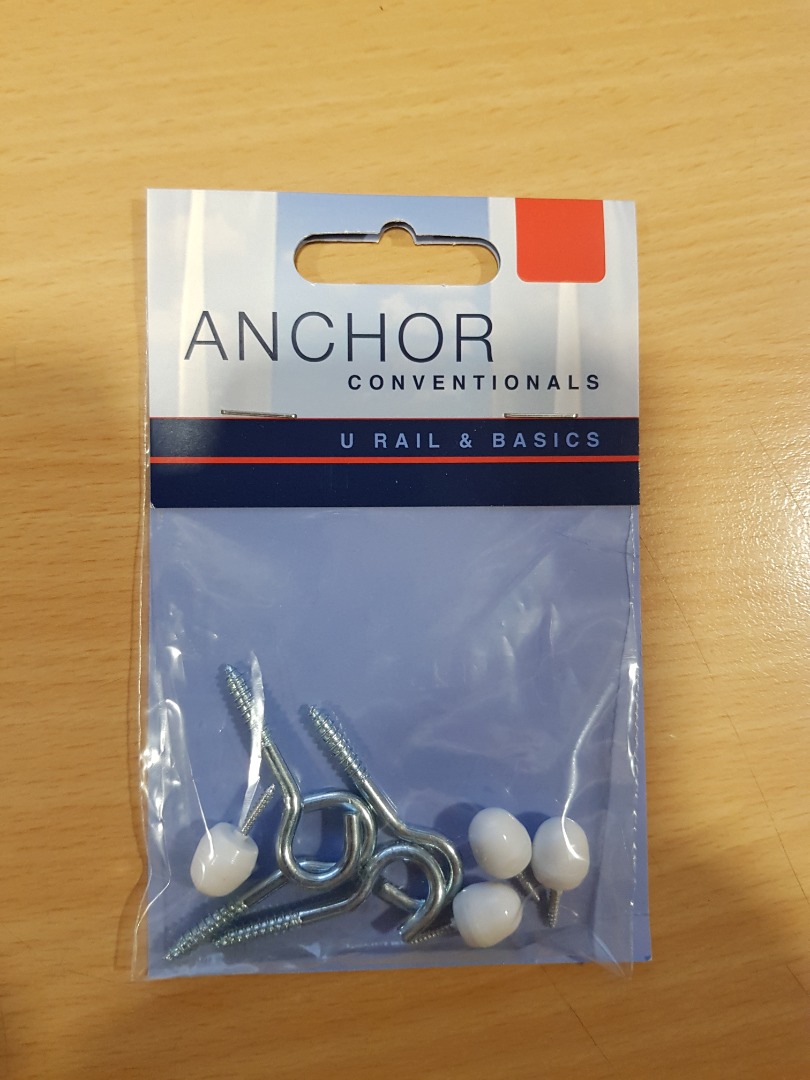 ANCHOR
CONVENTIONALS
U RAIL & BASICS